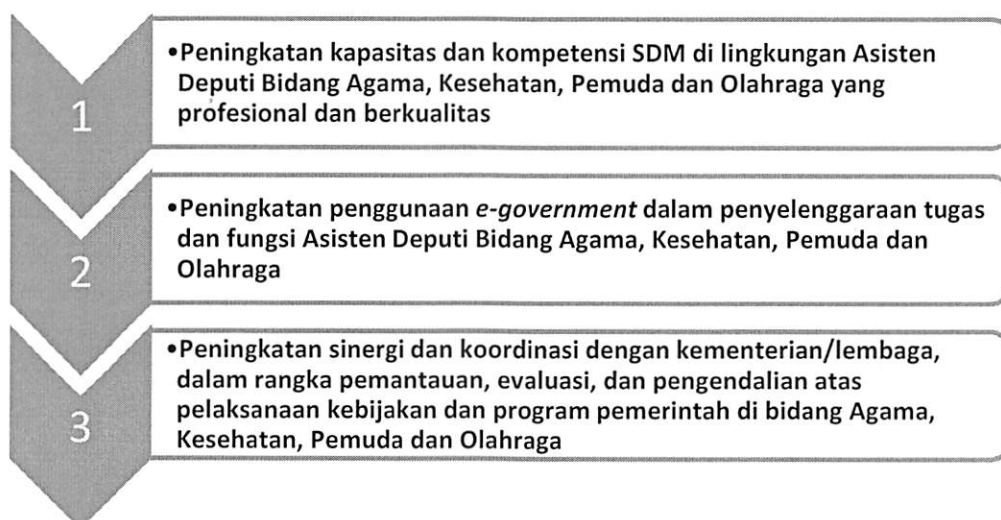 1
•Peningkatan kapasitas dan kompetensi SDM di lingkungan Asisten
Deputi Bidang Agama, Kesehatan, Pemuda dan Olahraga yang
profesional dan berkualitas
2
•Peningkatan penggunaan e-government dalam penyelenggaraan tugas
dan fungsi Asisten Deputi Bidang Agama, Kesehatan, Pemuda dan
Olahraga
3
•Peningkatan sinergi dan koordinasi dengan kementerian/lembaga,
dalam rangka pemantauan, evaluasi, dan pengendalian atas
pelaksanaan kebijakan dan program pemerintah di bidang Agama,
Kesehatan, Pemuda dan Olahraga